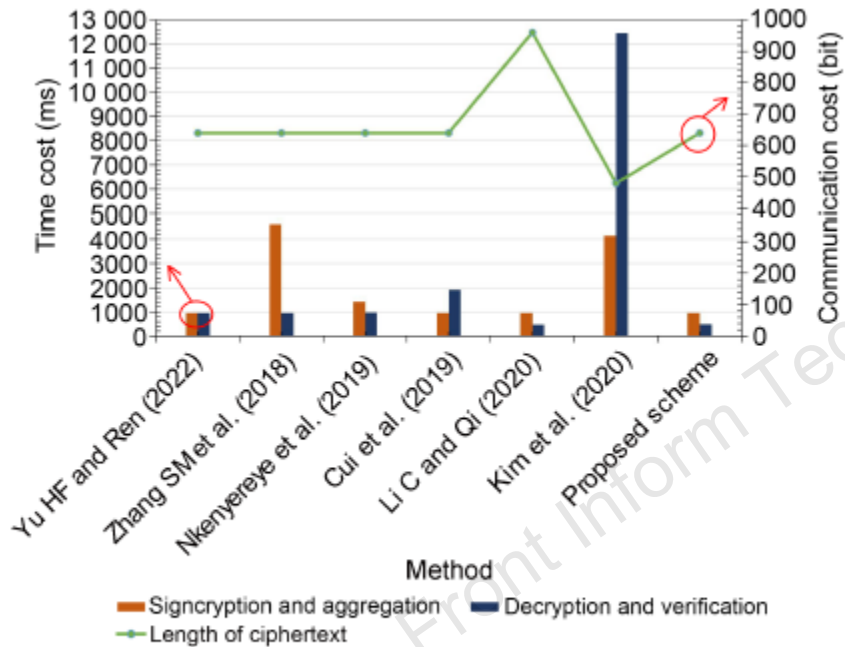 13 000
12 000
11 000
10 000
9000
8000
7000
6000
5000
4000
3000
2000
1000
0
Time cost (ms)
1000
900
800
700
600
500
400
300
200
100
0
Communication cost (bit)
Yu HF and Ren (2022)
Zhang SM et al. (2018)
Nkenyereye et al. (2019)
Cui et al. (2019)
Li C and Qi (2020)
Kim et al. (2020)
Proposed scheme
Method
Signcryption and aggregation
Decryption and verification
Length of ciphertext
Front Inform Tec